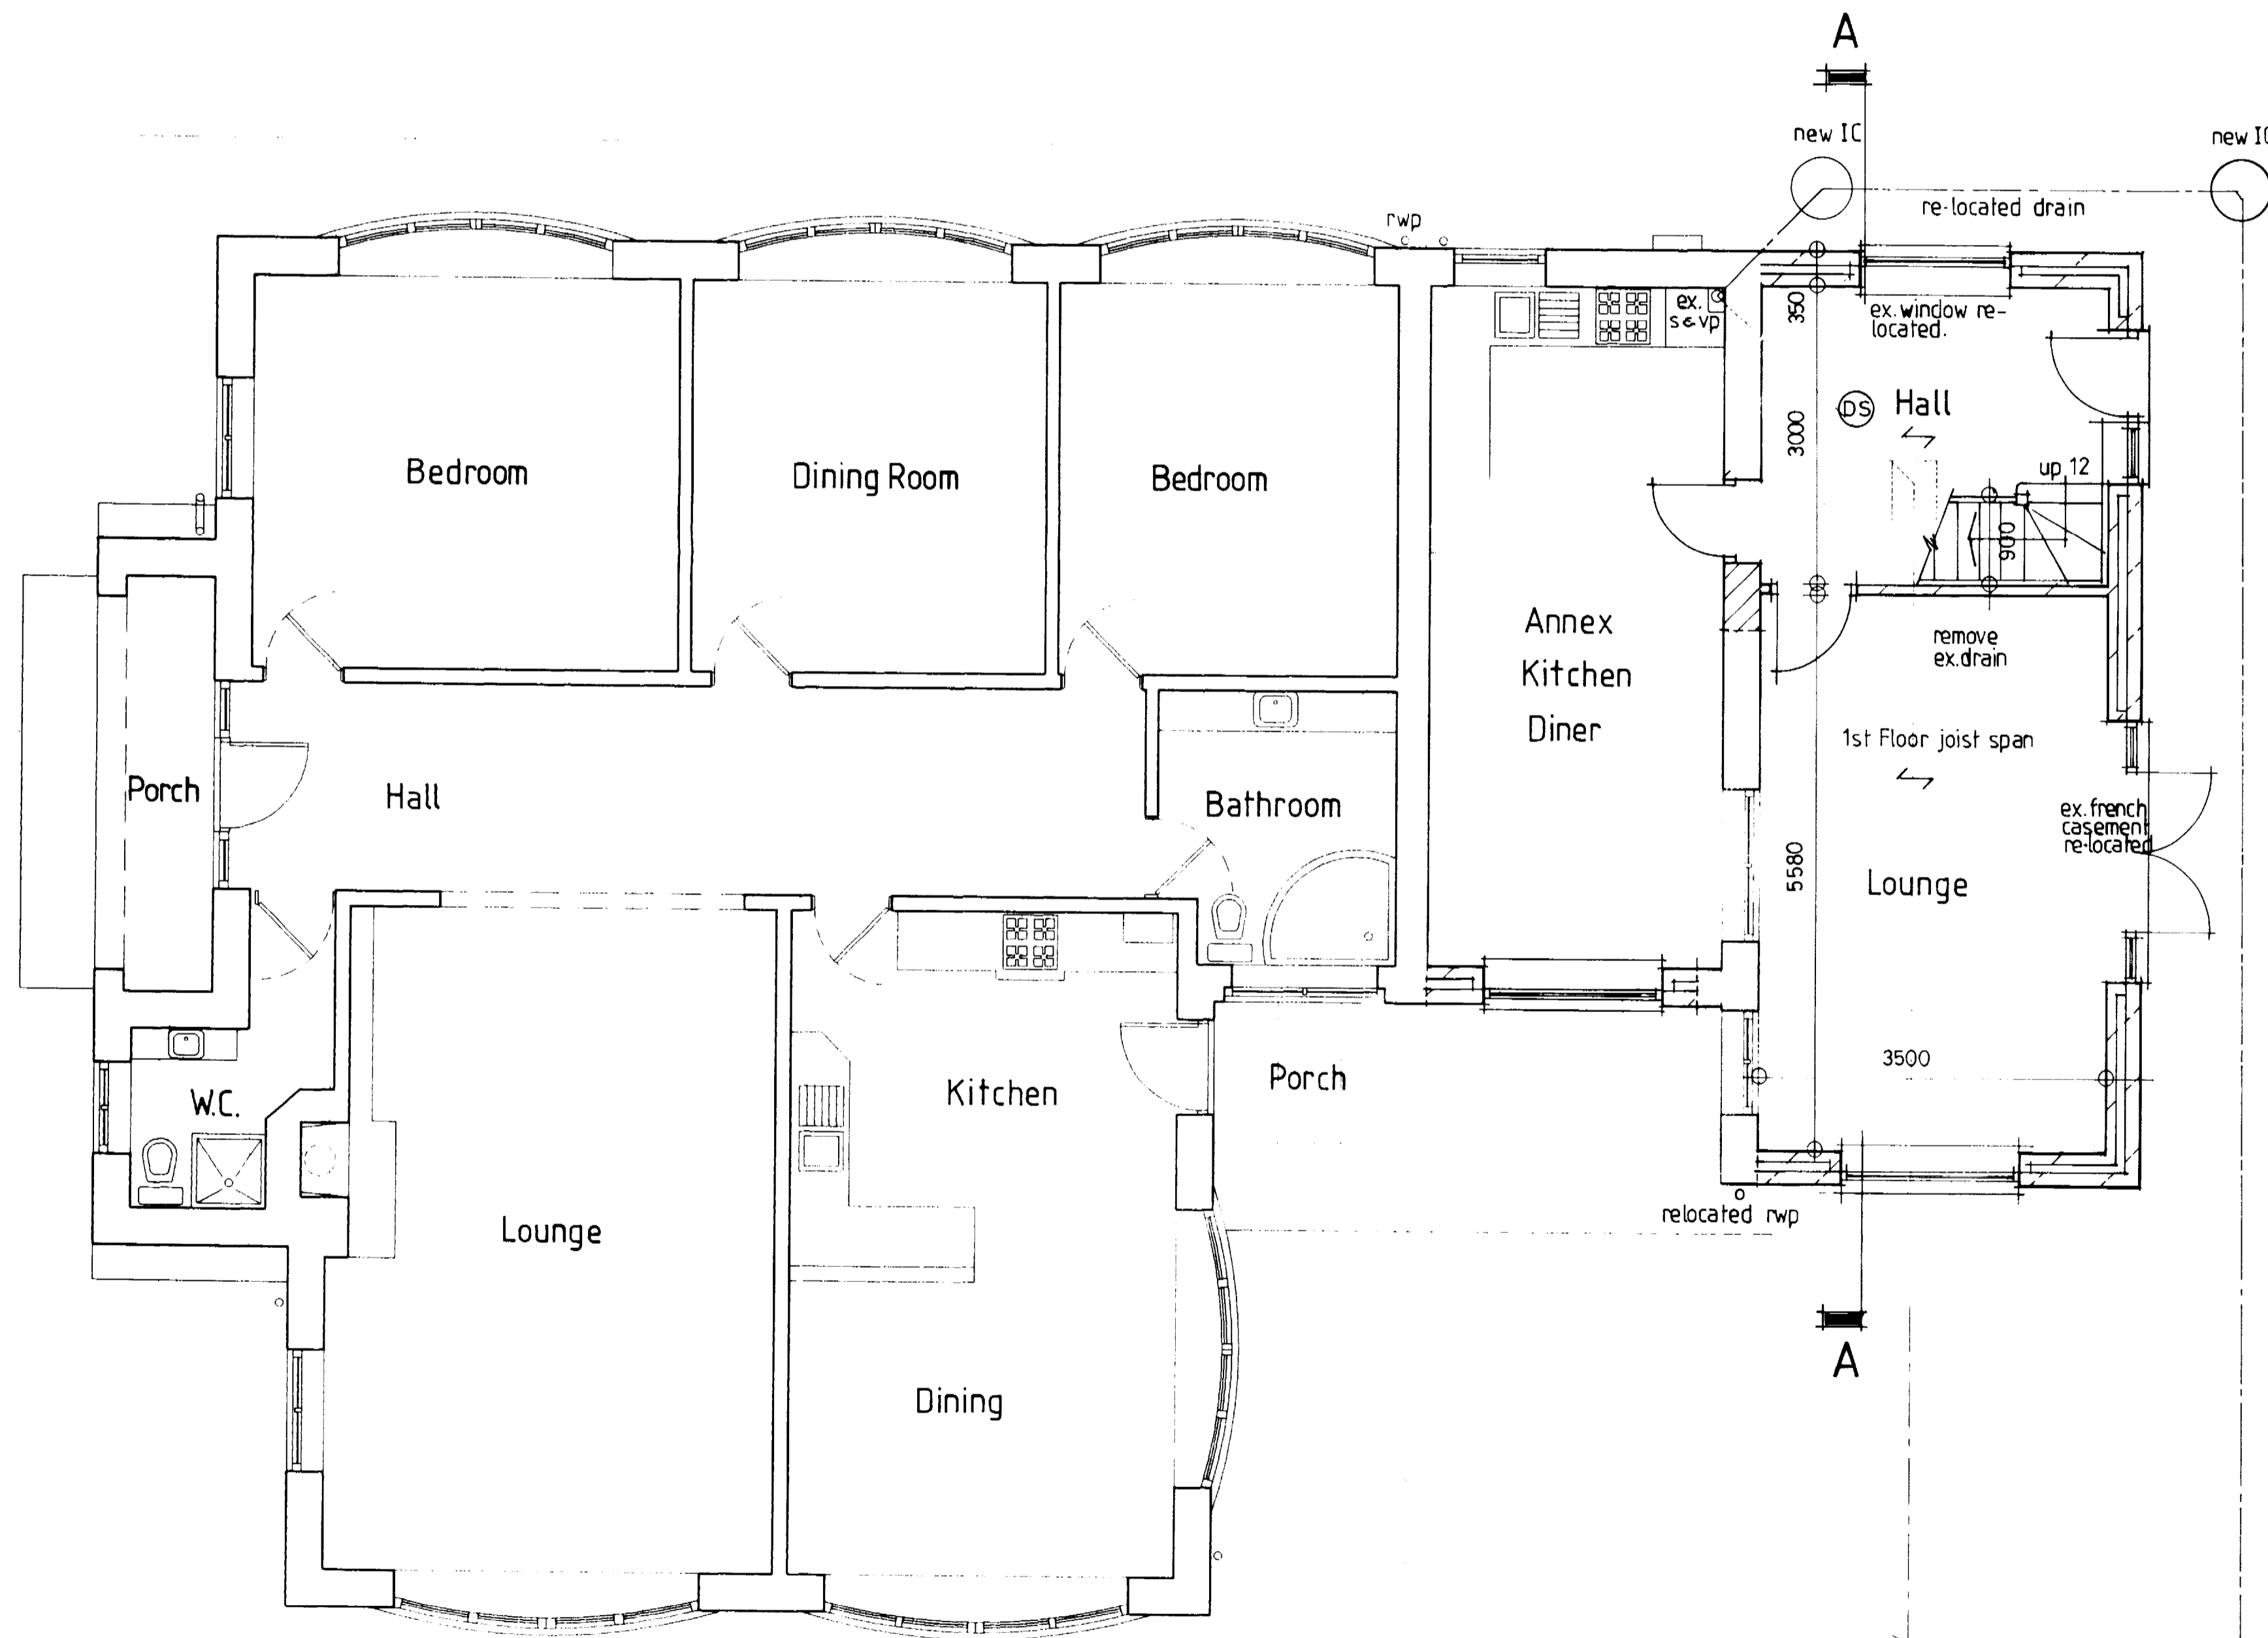 A
new IC
new IC
re-located drain
rwp
ex.
s&vp
350
ex.window re-
located.
3000
DS
Hall
up 12
900
Bedroom
Dining Room
Bedroom
Annex
Kitchen
Diner
remove
ex.drain
1st Floor joist span
Porch
Hall
Bathroom
ex.french
casement
re-located
5580
Lounge
3500
W.C.
Kitchen
Porch
Lounge
relocated rwp
Dining
A